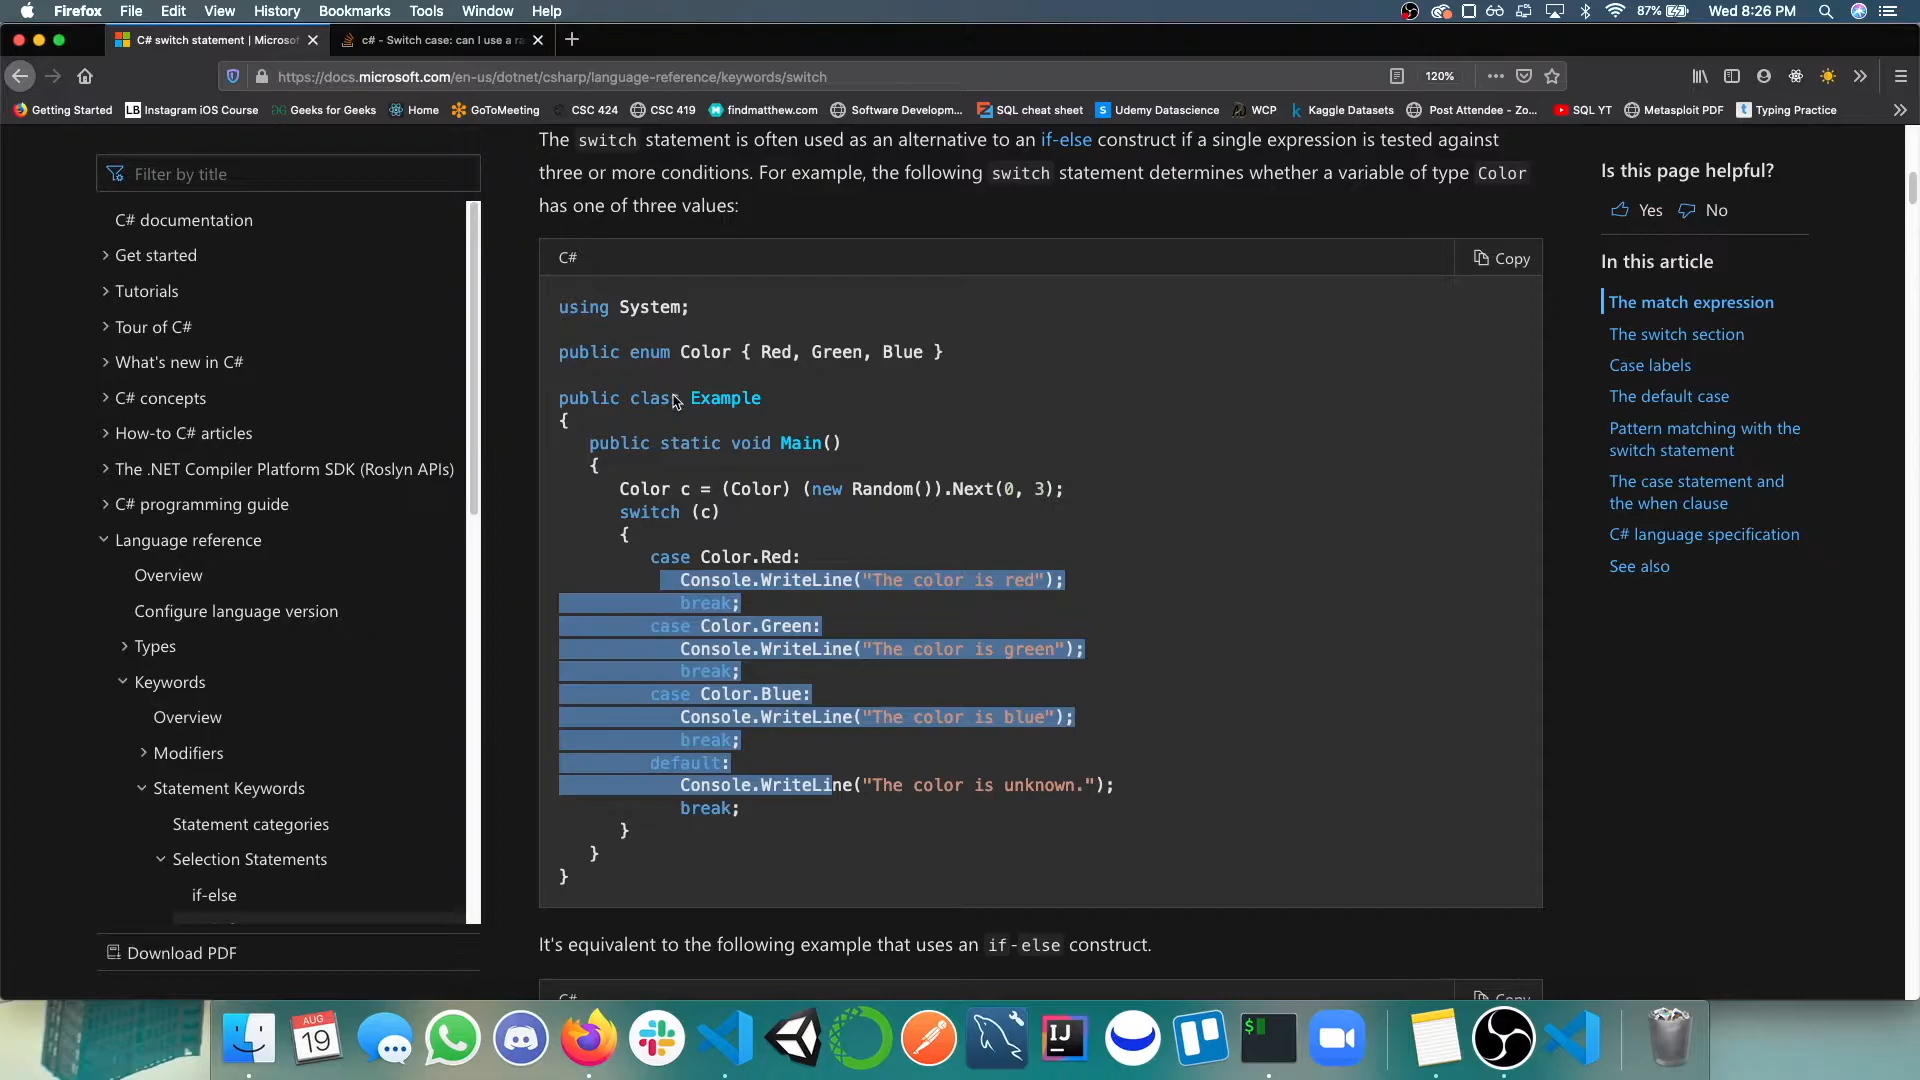 Firefox File Edit View History Bookmarks Tools Window Help 87% Wed 8:26 PM
C# switch statement | Microsof c# - Switch case: can I use a ra
https://docs.microsoft.com/en-us/dotnet/csharp/language-reference/keywords/switch 120%
Getting Started LB Instagram iOS Course Geeks for Geeks Home GoToMeeting CSC 424 CSC 419 findmatthew.com Software Developm... SQL cheat sheet Udemy Datascience WCP Kaggle Datasets Post Attendee - Zo... SQL YT Metasploit PDF Typing Practice
Filter by title
C# documentation
Get started
Tutorials
Tour of C#
What's new in C#
C# concepts
How-to C# articles
The .NET Compiler Platform SDK (Roslyn APIs)
C# programming guide
Language reference
Overview
Configure language version
Types
Keywords
Overview
Modifiers
Statement Keywords
Statement categories
Selection Statements
if-else
Download PDF
The switch statement is often used as an alternative to an if-else construct if a single expression is tested against
three or more conditions. For example, the following switch statement determines whether a variable of type Color
has one of three values:
C# Copy
using System;
public enum Color { Red, Green, Blue }
public class Example
{
public static void Main()
{
Color c = (Color) (new Random()).Next(0, 3);
switch (c)
{
case Color.Red:
Console.WriteLine("The color is red");
break;
case Color.Green:
Console.WriteLine("The color is green");
break;
case Color.Blue:
Console.WriteLine("The color is blue");
break;
default:
Console.WriteLine("The color is unknown.");
break;
}
}
}
It's equivalent to the following example that uses an if-else construct.
C# Copy
Is this page helpful?
Yes No
In this article
The match expression
The switch section
Case labels
The default case
Pattern matching with the
switch statement
The case statement and
the when clause
C# language specification
See also
AUG
19
IJ
$